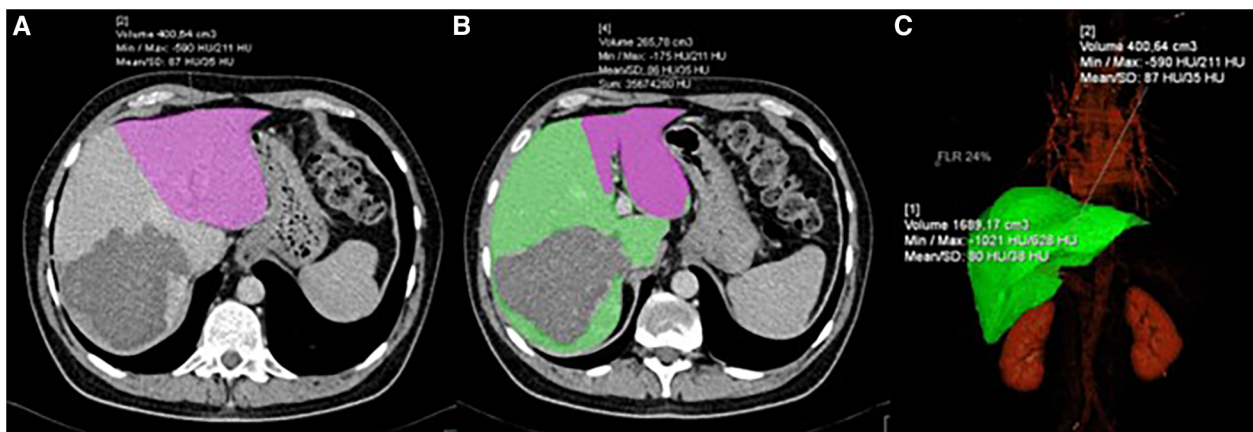 A
[2]
Volume 400,64 cm3
Min / Max: -590 HU/211 HU
Mean/SD: 87 HU/35 HU
B
[4]
Volume 265,78 cm3
Min / Max: -175 HU/211 HU
Mean/SD: 86 HU/35 HU
Sum: 35674280 HU
C
[2]
Volume 400,64 cm3
Min / Max: -590 HU/211 HU
Mean/SD: 87 HU/35 HU
FLR 24%
[1]
Volume 1689,17 cm3
Min / Max: -1021 HU/628 HU
Mean/SD: 80 HU/38 HU